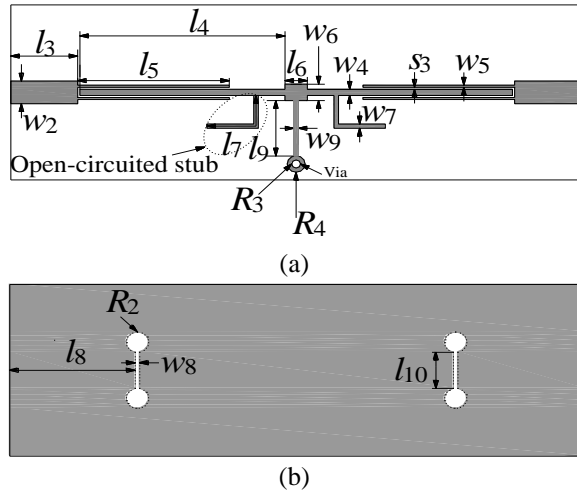 l3 l4 l5 l6 w6 w4 s3 w5
w2 l7 l9 w9 w7
Open-circuited stub
Via
R3
R4
(a)
R2
l8 w8 l10
(b)